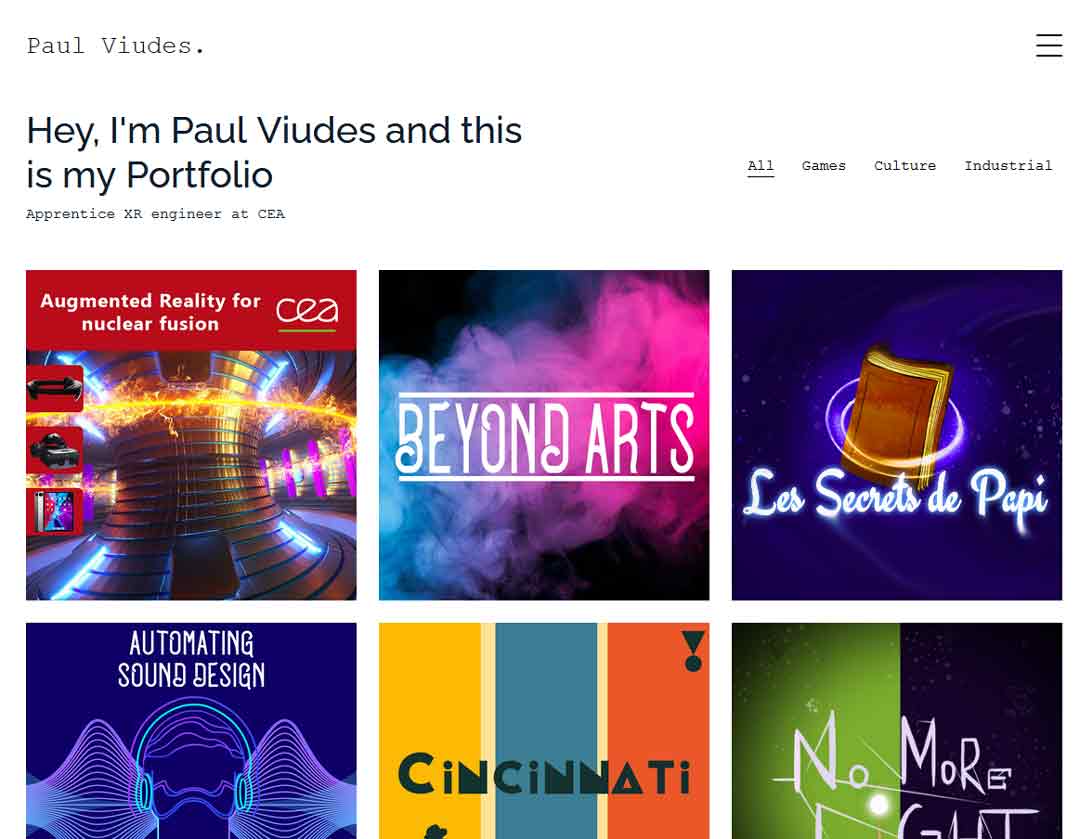 Paul Viudes.
Hey, I'm Paul Viudes and this
is my Portfolio
Apprentice XR engineer at CEA
All Games Culture Industrial
Augmented Reality for
nuclear fusion
cea
BEYOND ARTS
Les Secrets de Papi
AUTOMATING
SOUND DESIGN
CiNCiNNATi
No MoRE